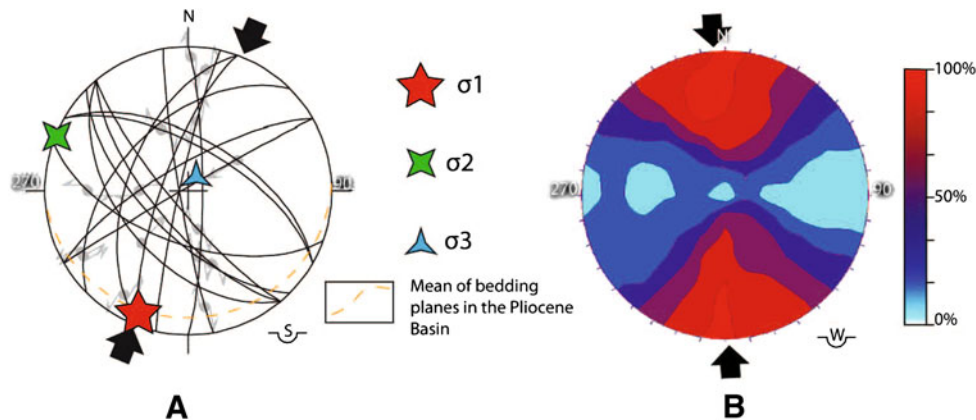 N
270
90
S
A
σ1
σ2
σ3
Mean of bedding
planes in the Pliocene
Basin
N
270
90
W
B
100%
50%
0%